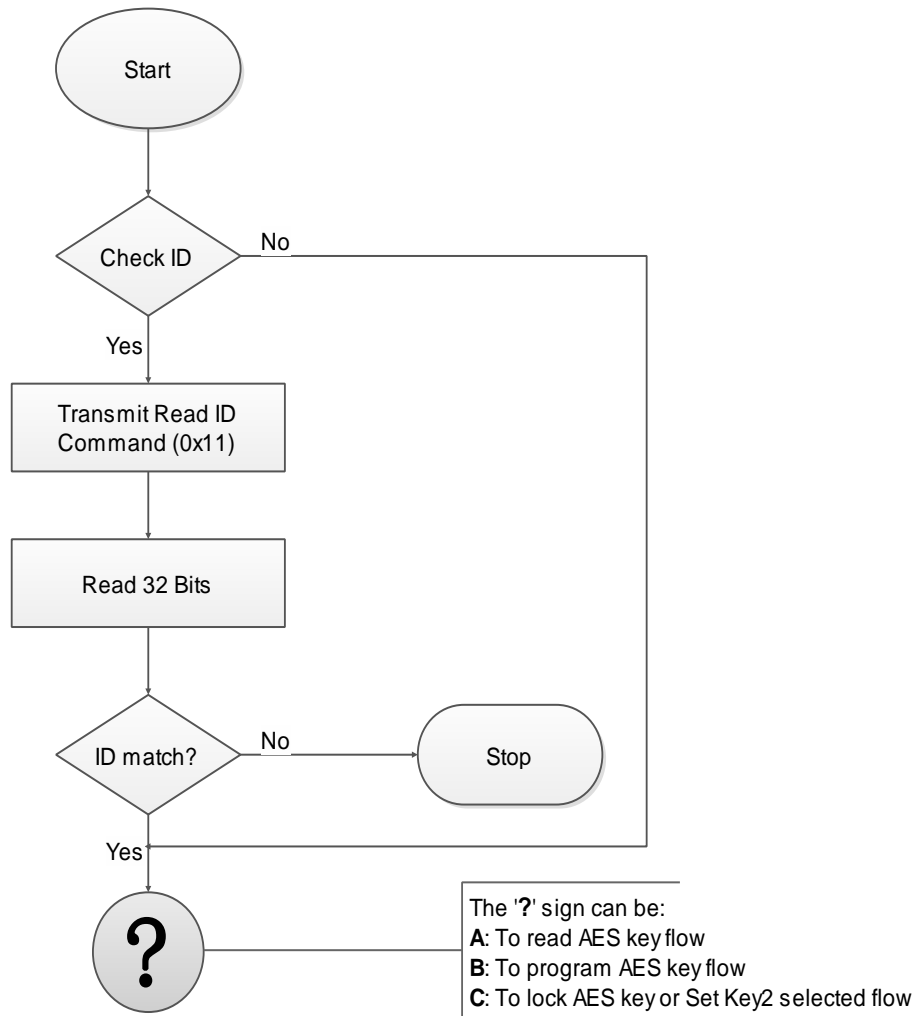 Start
Check ID
No
Yes
Transmit Read ID
Command (0x11)
Read 32 Bits
ID match?
No
Stop
Yes
?
The '?' sign can be:
A: To read AES key flow
B: To program AES key flow
C: To lock AES key or Set Key2 selected flow